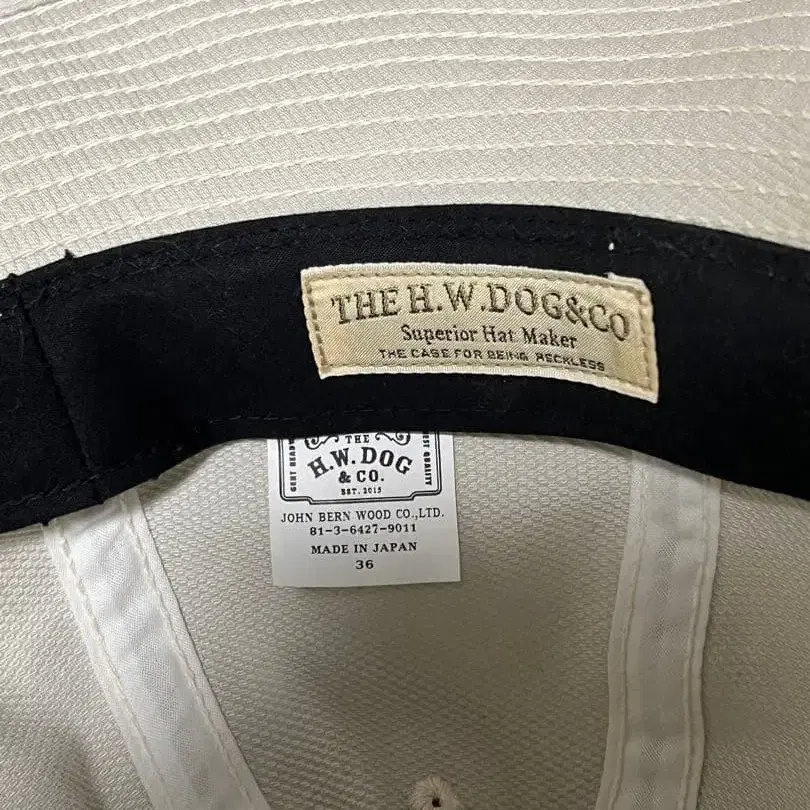 THE H.W.DOG&CO
Superior Hat Maker
THE CASE FOR BEING RECKLESS
THE
H.W.DOG
& CO.
EST. 2015
JOHN BERN WOOD CO.,LTD.
81-3-6427-9011
MADE IN JAPAN
36